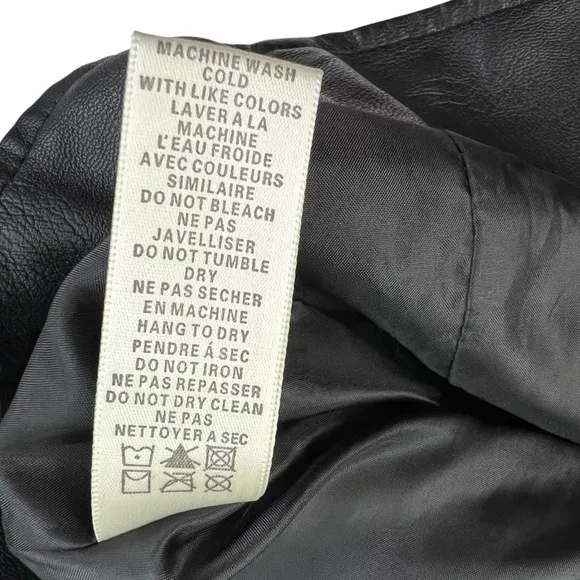 MACHINE WASH
COLD
WITH LIKE COLORS
LAVER A LA
MACHINE
L'EAU FROIDE
AVEC COULEURS
SIMILAIRE
DO NOT BLEACH
NE PAS
JAVELLISER
DO NOT TUMBLE
DRY
NE PAS SECHER
EN MACHINE
HANG TO DRY
PENDRE Á SEC
DO NOT IRON
NE PAS REPASSER
DO NOT DRY CLEAN
NE PAS
NETTOYER A SEC